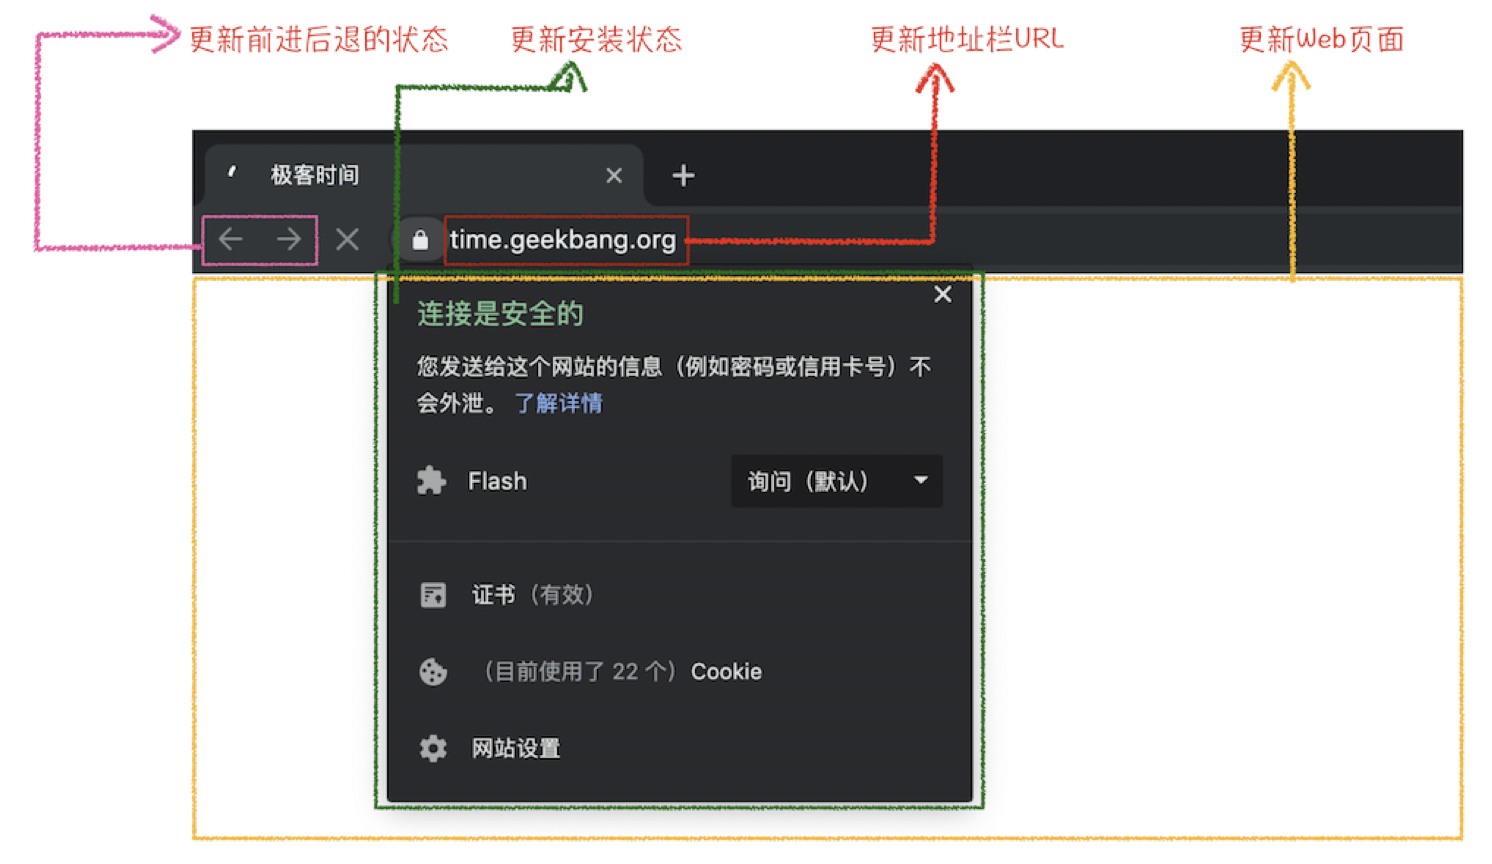 更新前进后退的状态
更新安装状态
更新地址栏URL
更新Web页面
极客时间
time.geekbang.org
连接是安全的
您发送给这个网站的信息（例如密码或信用卡号）不
会外泄。 了解详情
Flash
询问（默认）
证书（有效）
（目前使用了 22 个）Cookie
网站设置